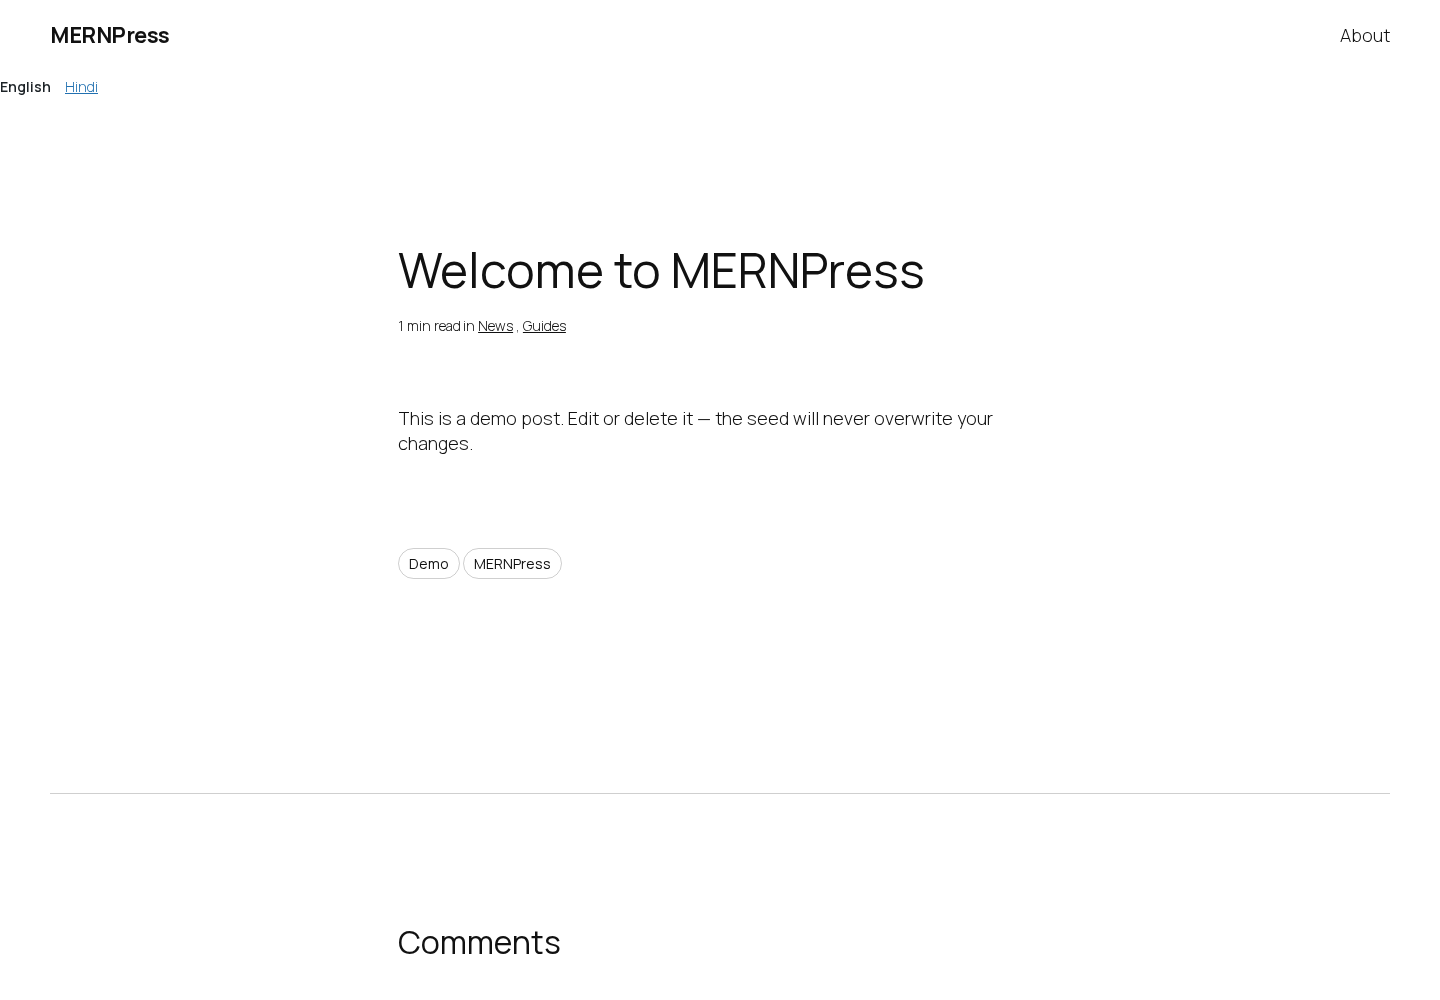 MERNPress
About
English Hindi
Welcome to MERNPress
1 min read in News , Guides
This is a demo post. Edit or delete it — the seed will never overwrite your
changes.
Demo MERNPress
Comments